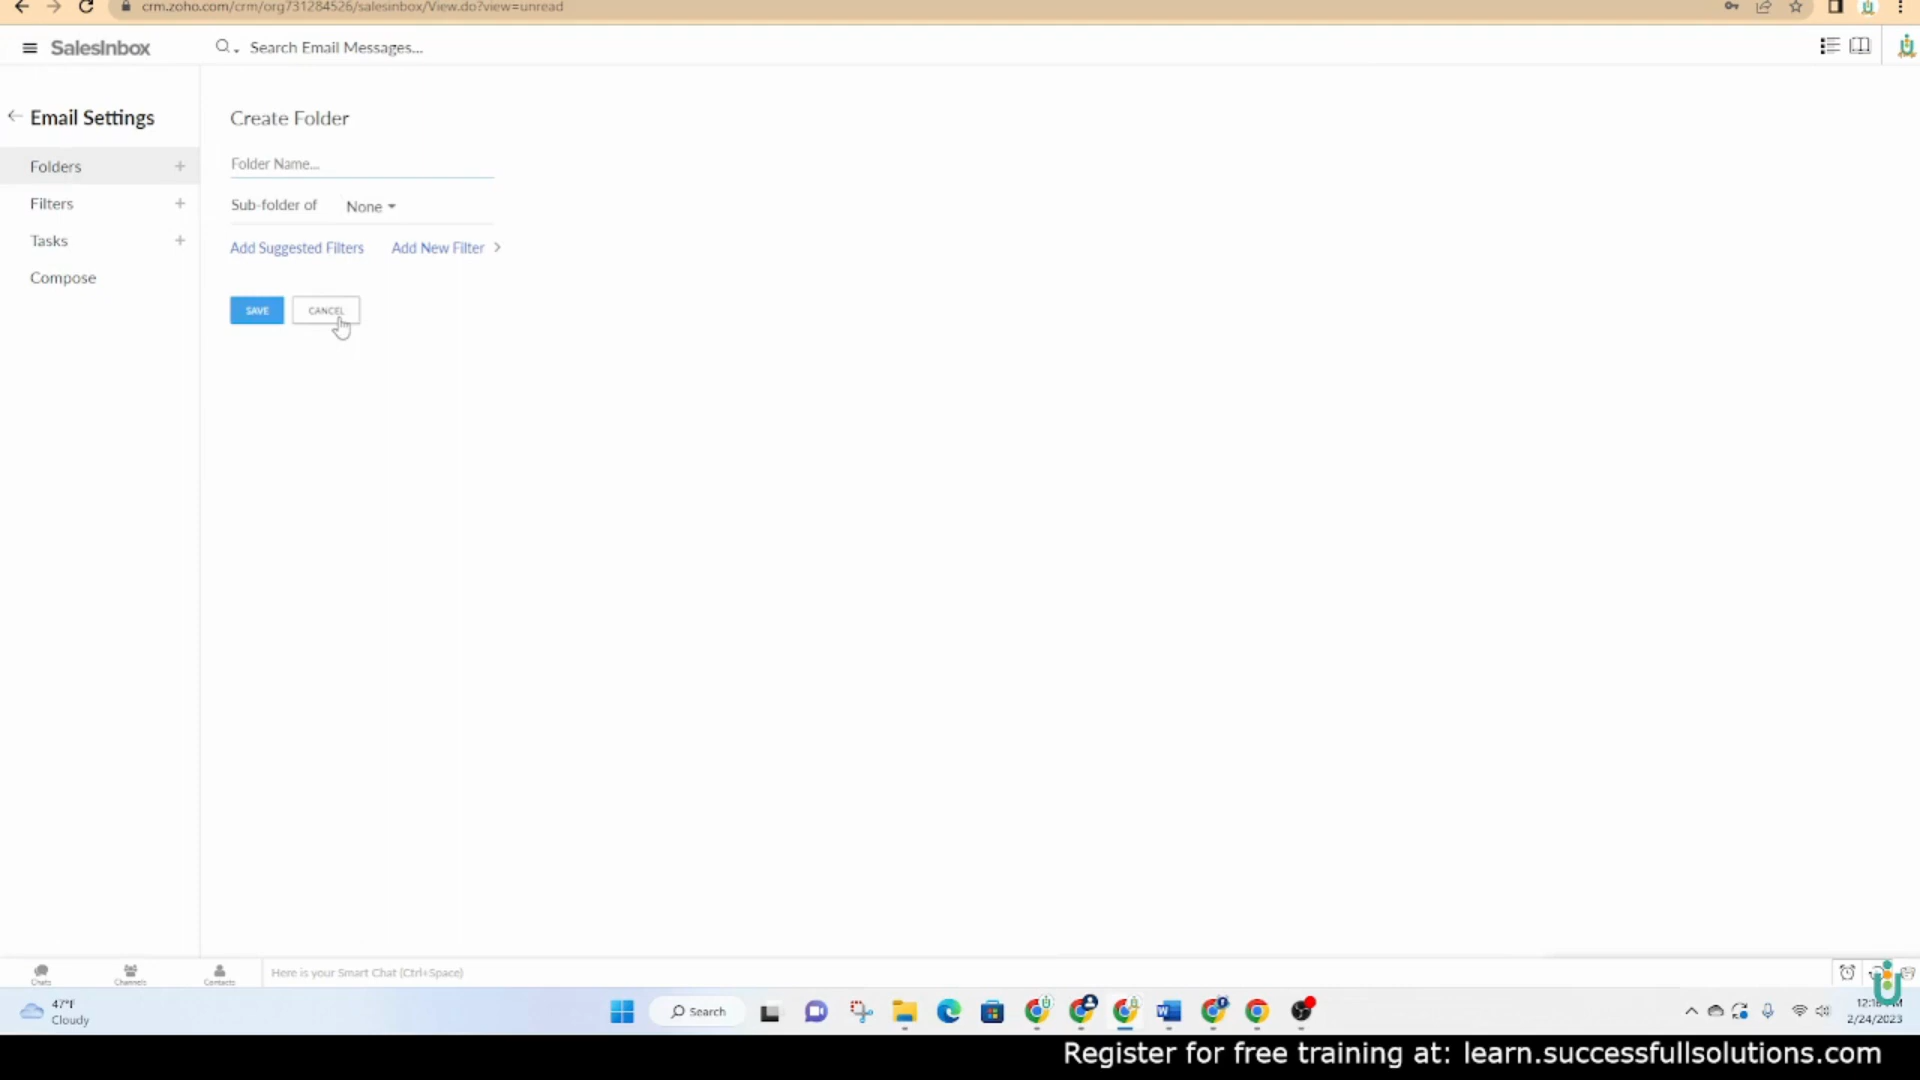 crm.zoho.com/crm/org731284526/salesinbox/View.do?view=unread
SalesInbox
Search Email Messages...
Email Settings
Folders +
Filters +
Tasks +
Compose
Create Folder
Folder Name...
Sub-folder of None
Add Suggested Filters Add New Filter >
SAVE CANCEL
Chats Channels Contacts
Here is your Smart Chat (Ctrl+Space)
47°F
Cloudy
Search
2/24/2023
Register for free training at: learn.successfullsolutions.com